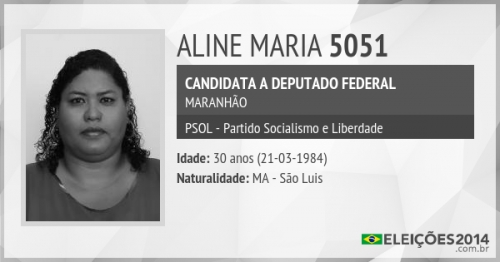 ALINE MARIA 5051
CANDIDATA A DEPUTADO FEDERAL
MARANHÃO
PSOL - Partido Socialismo e Liberdade
Idade: 30 anos (21-03-1984)
Naturalidade: MA - São Luis
ELEIÇÕES2014
.com.br